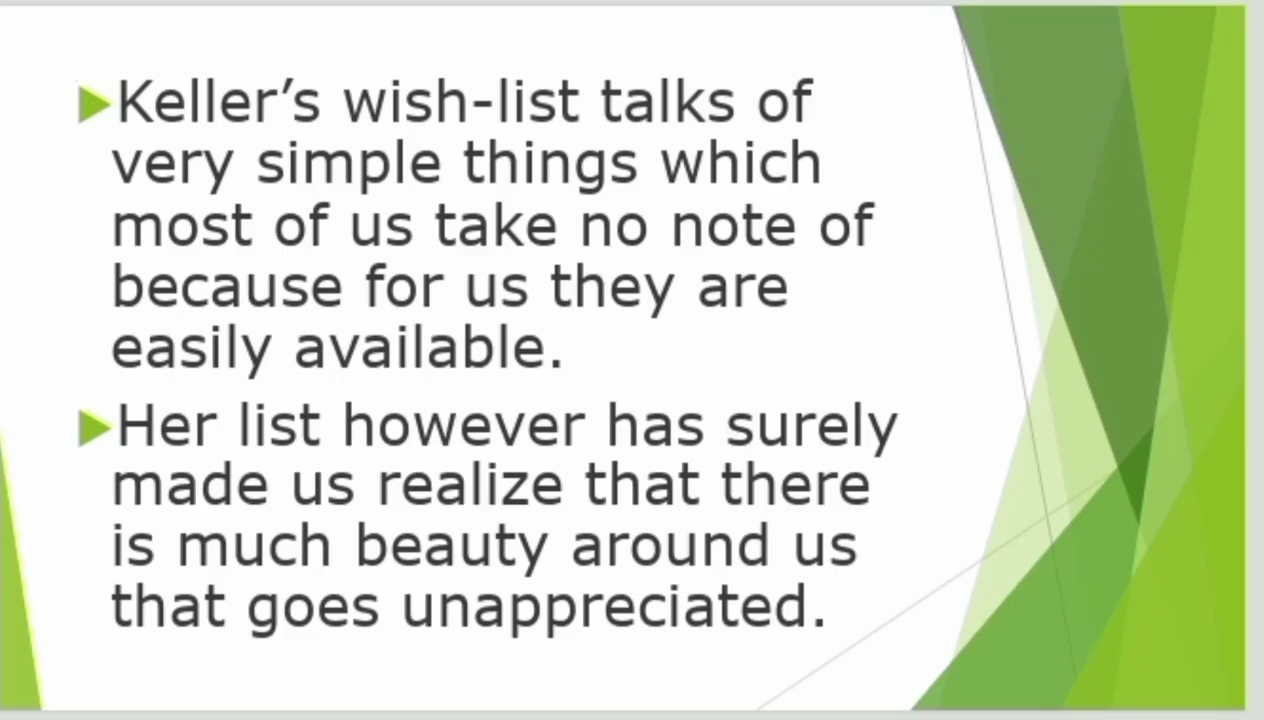 Keller’s wish-list talks of
very simple things which
most of us take no note of
because for us they are
easily available.
Her list however has surely
made us realize that there
is much beauty around us
that goes unappreciated.